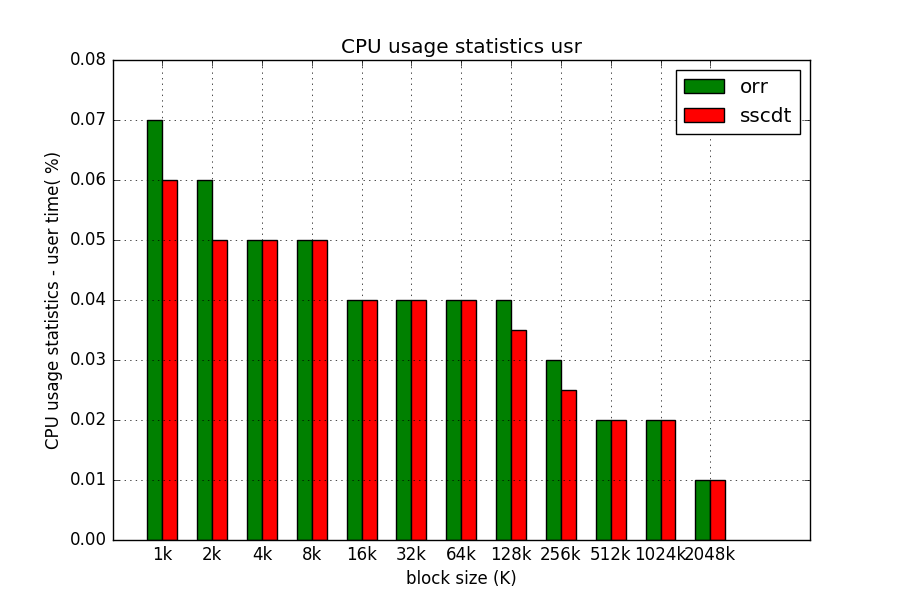 CPU usage statistics usr
orr
sscdt
CPU usage statistics - user time( %)
0.08
0.07
0.06
0.05
0.04
0.03
0.02
0.01
0.00
1k 2k 4k 8k 16k 32k 64k 128k 256k 512k 1024k 2048k
block size (K)